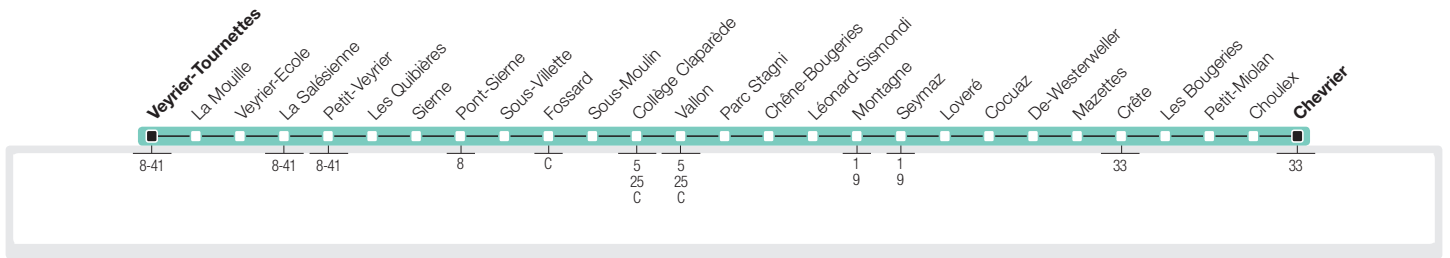 Veyrier-Tournettes
La Mouille
Veyrier-Ecole
La Salésienne
Petit-Veyrier
Les Quibières
Sierne
Pont-Sierne
Sous-Villette
Fossard
Sous-Moulin
Collège Claparède
Vallon
Parc Stagni
Chêne-Bougeries
Léonard-Sismondi
Montagne
Seymaz
Loveré
Cocuaz
De-Westerweller
Mazettes
Crête
Les Bougeries
Petit-Miolan
Choulex
Chevrier
8-41
8-41
8-41
8
C
5
25
C
5
25
C
1
9
1
9
33
33